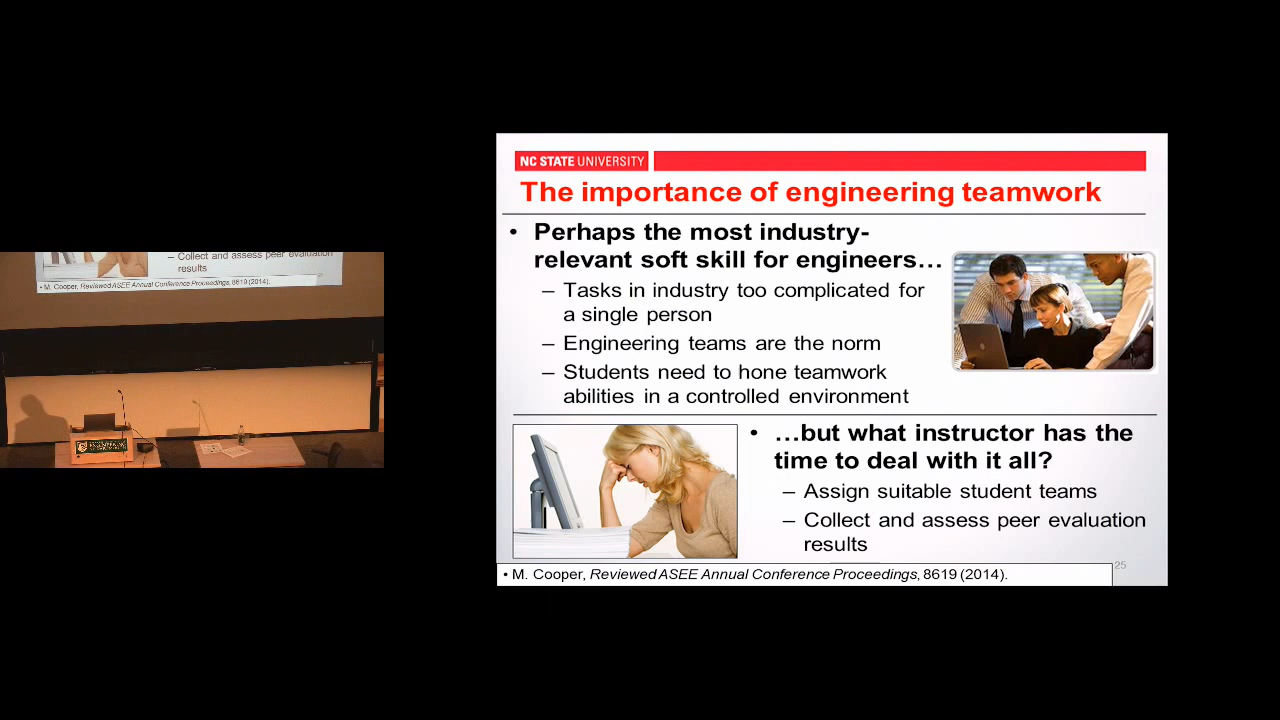 NC STATE UNIVERSITY
The importance of engineering teamwork
• Perhaps the most industry-
relevant soft skill for engineers…
– Tasks in industry too complicated for
a single person
– Engineering teams are the norm
– Students need to hone teamwork
abilities in a controlled environment
• …but what instructor has the
time to deal with it all?
– Assign suitable student teams
– Collect and assess peer evaluation
results
25
• M. Cooper, Reviewed ASEE Annual Conference Proceedings, 8619 (2014).
– Collect and assess peer evaluation
results
• M. Cooper, Reviewed ASEE Annual Conference Proceedings, 8619 (2014).